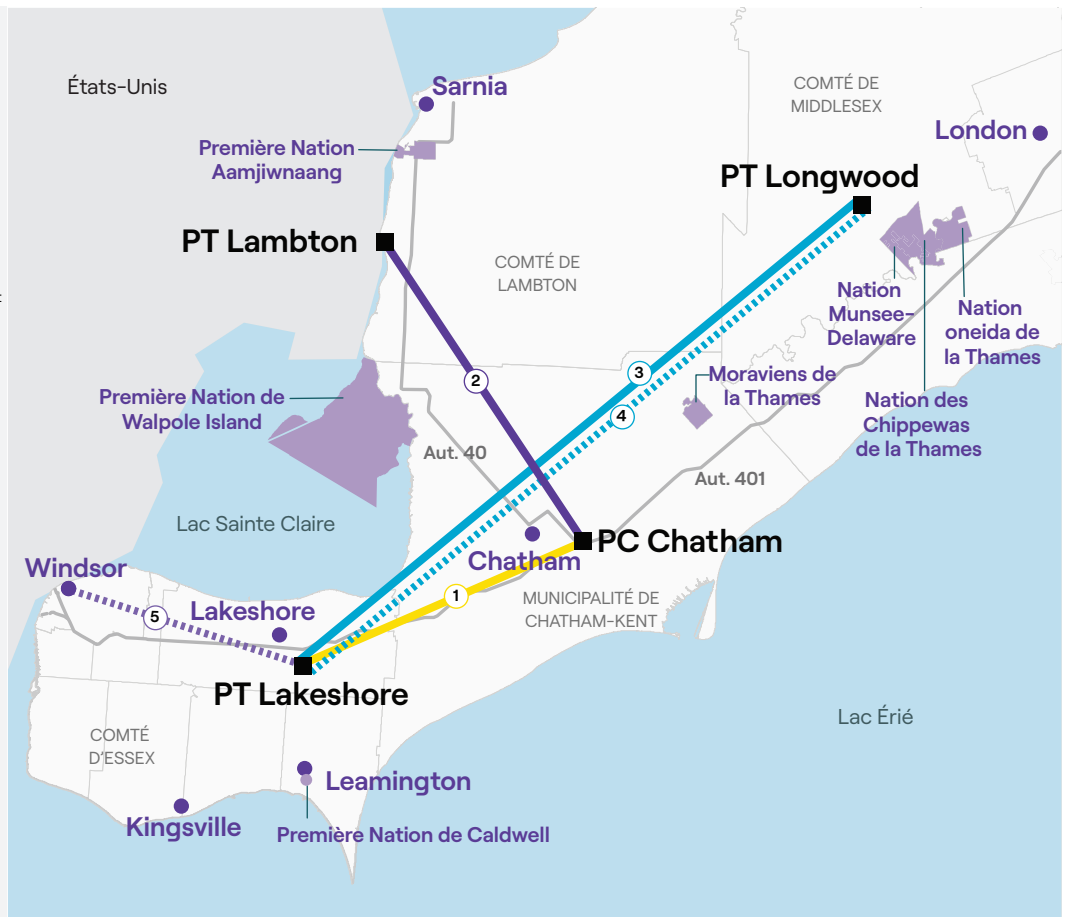 États-Unis
Sarnia
COMTÉ DE
MIDDLESEX
London
Première Nation
Aamjiwnaang
PT Longwood
PT Lambton
COMTÉ DE
LAMBTON
Nation
Munsee-
Delaware
Nation
oneida de
la Thames
2
3
4
Moraviens de
la Thames
Première Nation de
Walpole Island
Nation des
Chippewas
de la Thames
Aut. 40
Aut. 401
Lac Sainte Claire
PC Chatham
Chatham
Windsor
Lakeshore
5
1
MUNICIPALITÉ DE
CHATHAM-KENT
PT Lakeshore
Lac Érié
COMTÉ
D'ESSEX
Leamington
Kingsville
Première Nation de Caldwell